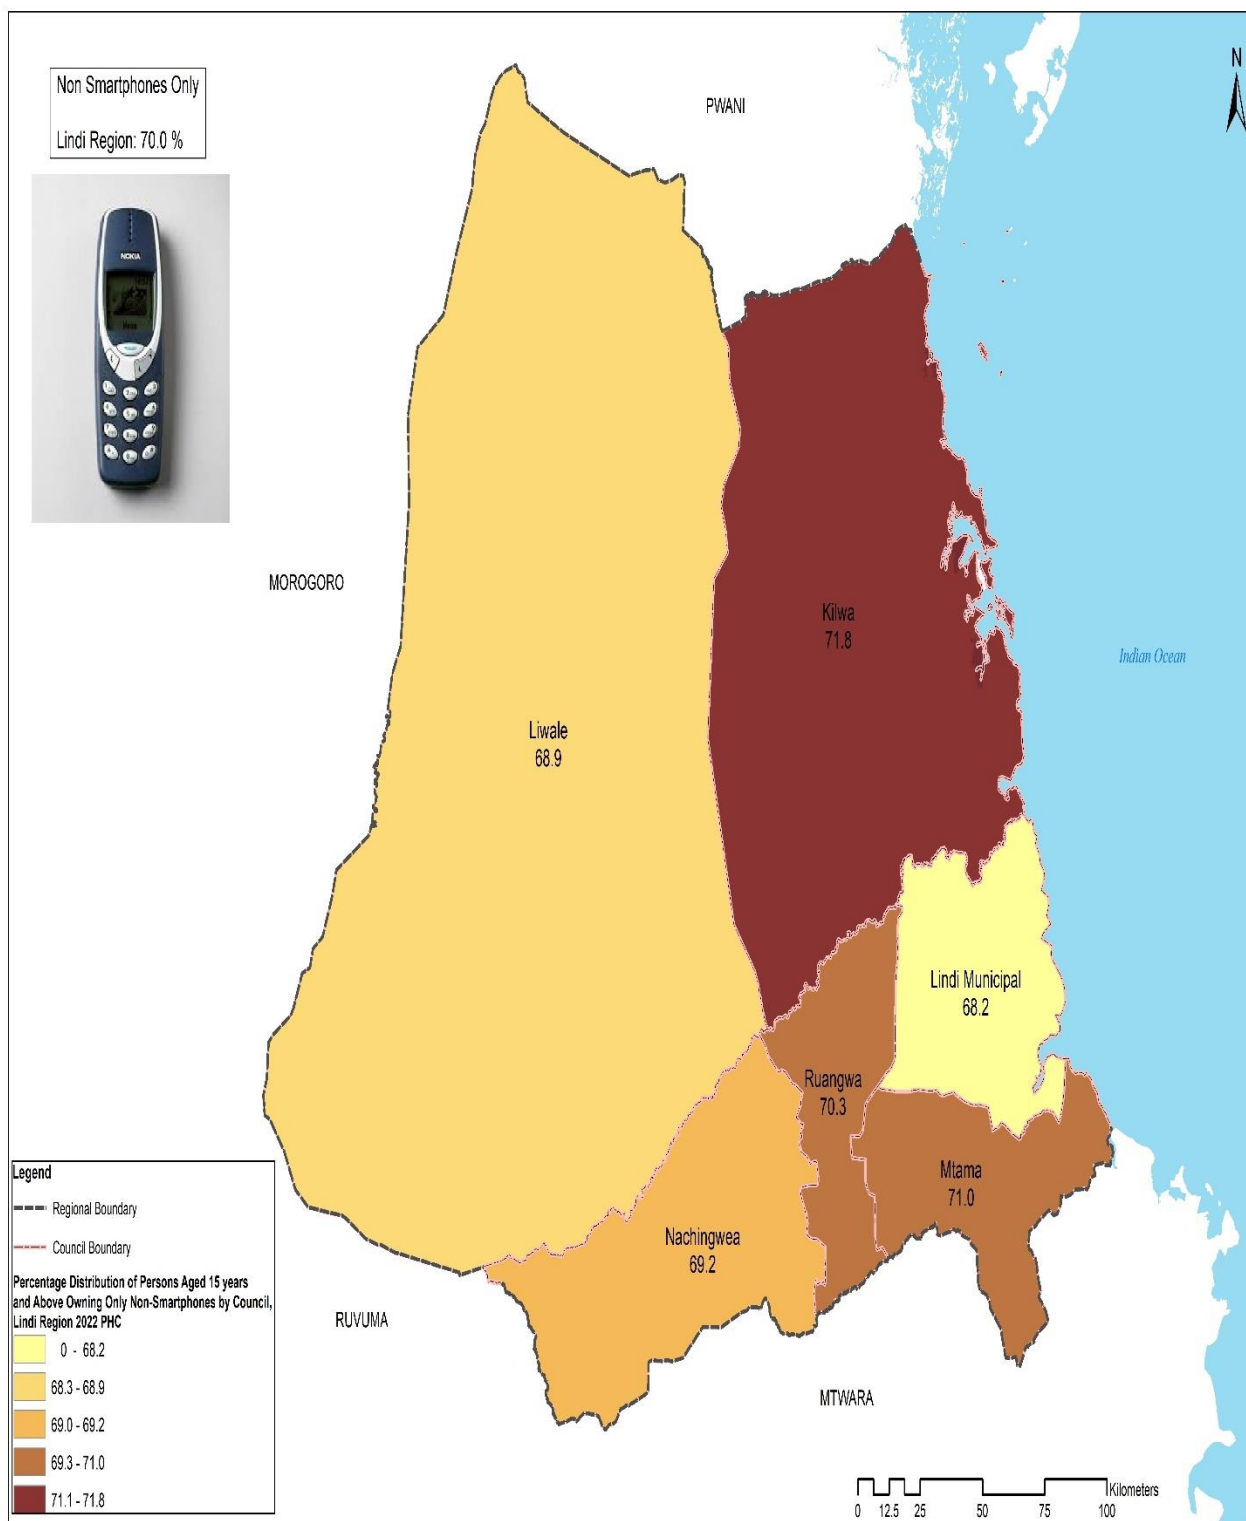 Non Smartphones Only
Lindi Region: 70.0 %
NOKIA
N
PWANI
MOROGORO
Kilwa
71.8
Indian Ocean
Liwale
68.9
Lindi Municipal
68.2
Ruangwa
70.3
Mtama
71.0
Nachingwea
69.2
RUVUMA
MTWARA
Legend
Regional Boundary
Council Boundary
Percentage Distribution of Persons Aged 15 years
and Above Owning Only Non-Smartphones by Council,
Lindi Region 2022 PHC
0 - 68.2
68.3 - 68.9
69.0 - 69.2
69.3 - 71.0
71.1 - 71.8
Kilometers
0 12.5 25 50 75 100